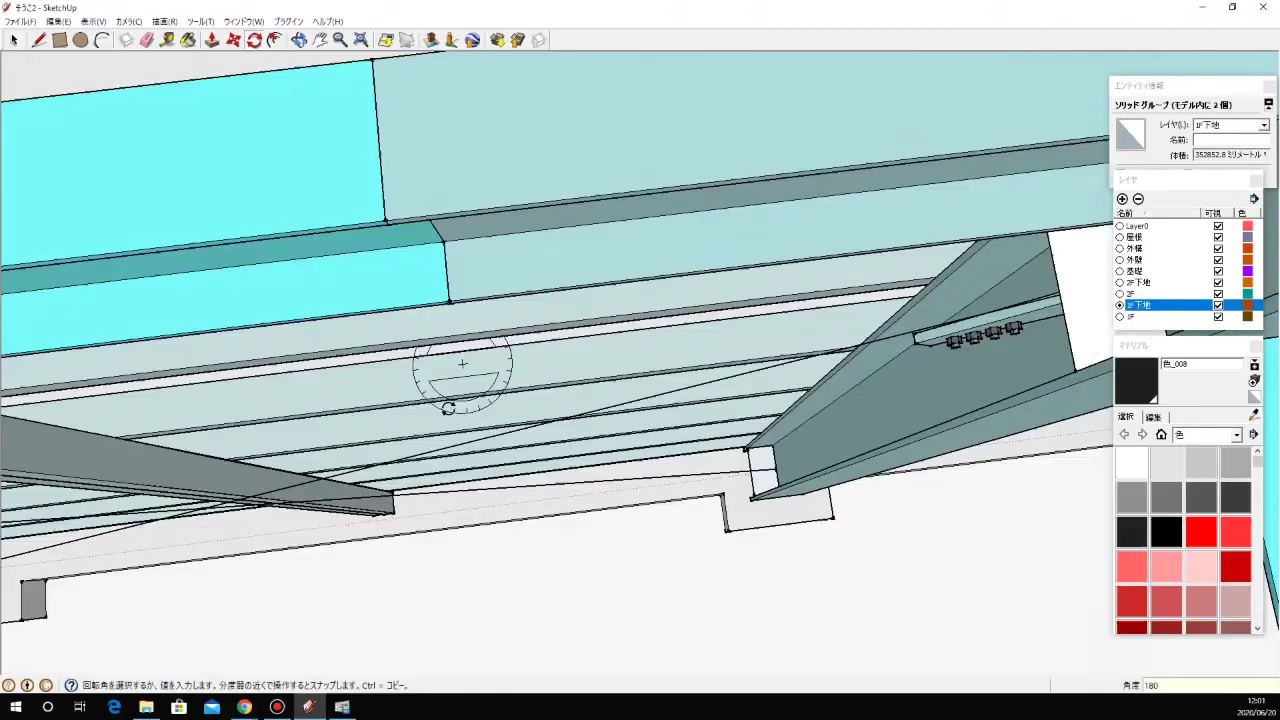 そうこ2 - SketchUp
ファイル(F) 編集(E) 表示(V) カメラ(C) 描画(R) ツール(T) ウィンドウ(W) プラグイン ヘルプ(H)
エンティティ情報
ソリッド グループ (モデル内に 2 個)
レイヤ(L): 1F下地
名前:
体積: 352852.8 ミリメートル
レイヤ
名前 可視 色
Layer0
屋根
外構
外壁
基礎
2F下地
2F
1F下地
1F
マテリアル
色_008
選択 編集
色
回転角を選択するか、値を入力します。分度器の近くで操作するとスナップします。Ctrl = コピー。
角度 180
12:01
2020/06/20